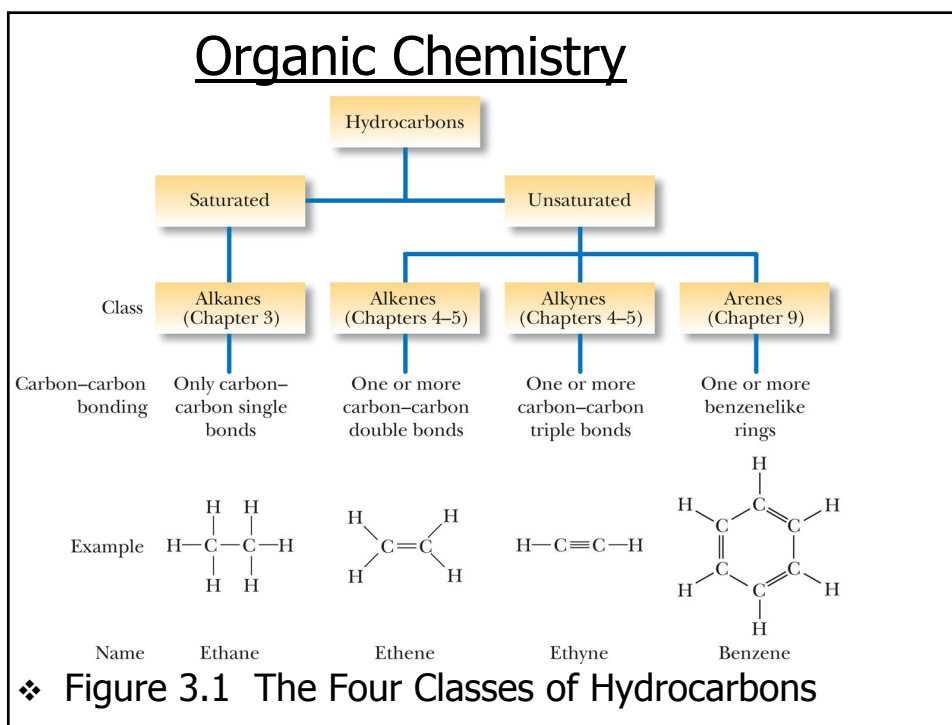 Organic Chemistry
Hydrocarbons
Saturated
Unsaturated
Class
Alkanes
(Chapter 3)
Alkenes
(Chapters 4–5)
Alkynes
(Chapters 4–5)
Arenes
(Chapter 9)
Carbon–carbon
bonding
Only carbon–
carbon single
bonds
One or more
carbon–carbon
double bonds
One or more
carbon–carbon
triple bonds
One or more
benzenelike
rings
Example
H H
H—C—C—H
H H
H H
C=C
H H
H—C≡C—H
H
H C H
C C
C C
H C H
H
Name
Ethane
Ethene
Ethyne
Benzene
❖ Figure 3.1 The Four Classes of Hydrocarbons